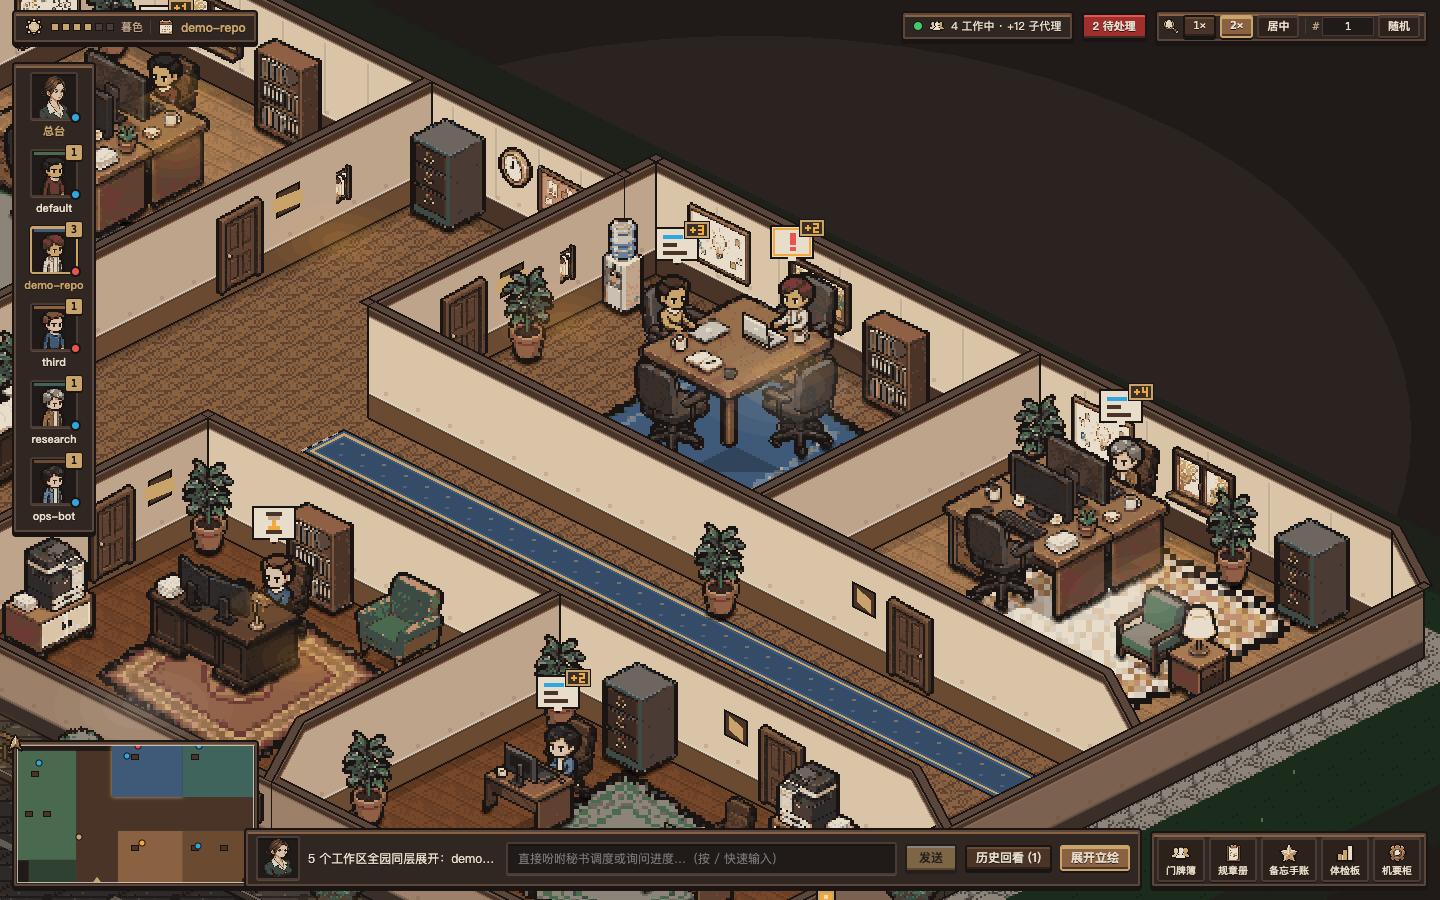 +1
暮色
demo-repo
4 工作中 · +12 子代理
2 待处理
1×
2×
居中
# 1
随机
总台
1
default
3
demo-repo
1
third
1
research
1
ops-bot
+3
!
+2
+4
+2
5 个工作区全园同层展开：demo...
直接吩咐秘书调度或询问进度...（按 / 快速输入）
发送
历史回看 (1)
展开立绘
门牌簿
规章册
备忘手账
体检板
机要柜